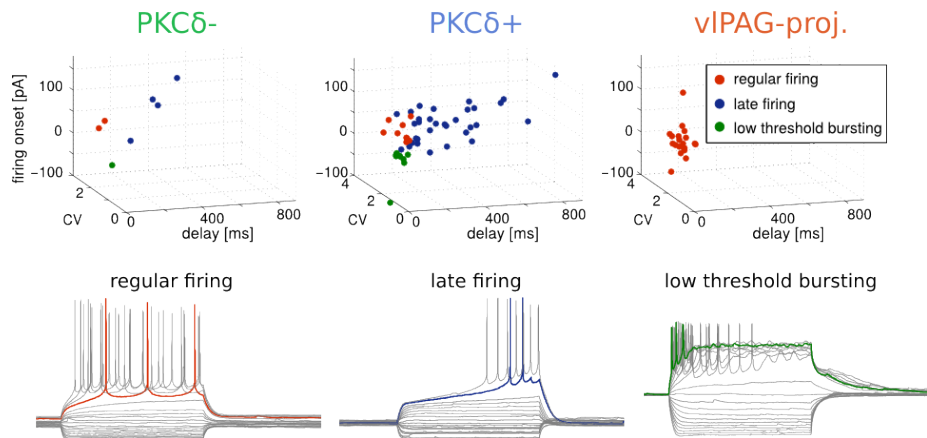 PKCδ-
PKCδ+
vlPAG-proj.
firing onset [pA]
100
0
−100
2
CV
0
0
400
800
delay [ms]
100
0
−100
4
2
CV
0
0
400
800
delay [ms]
100
0
−100
4
2
CV
0
0
400
800
delay [ms]
regular firing
late firing
low threshold bursting
regular firing
late firing
low threshold bursting